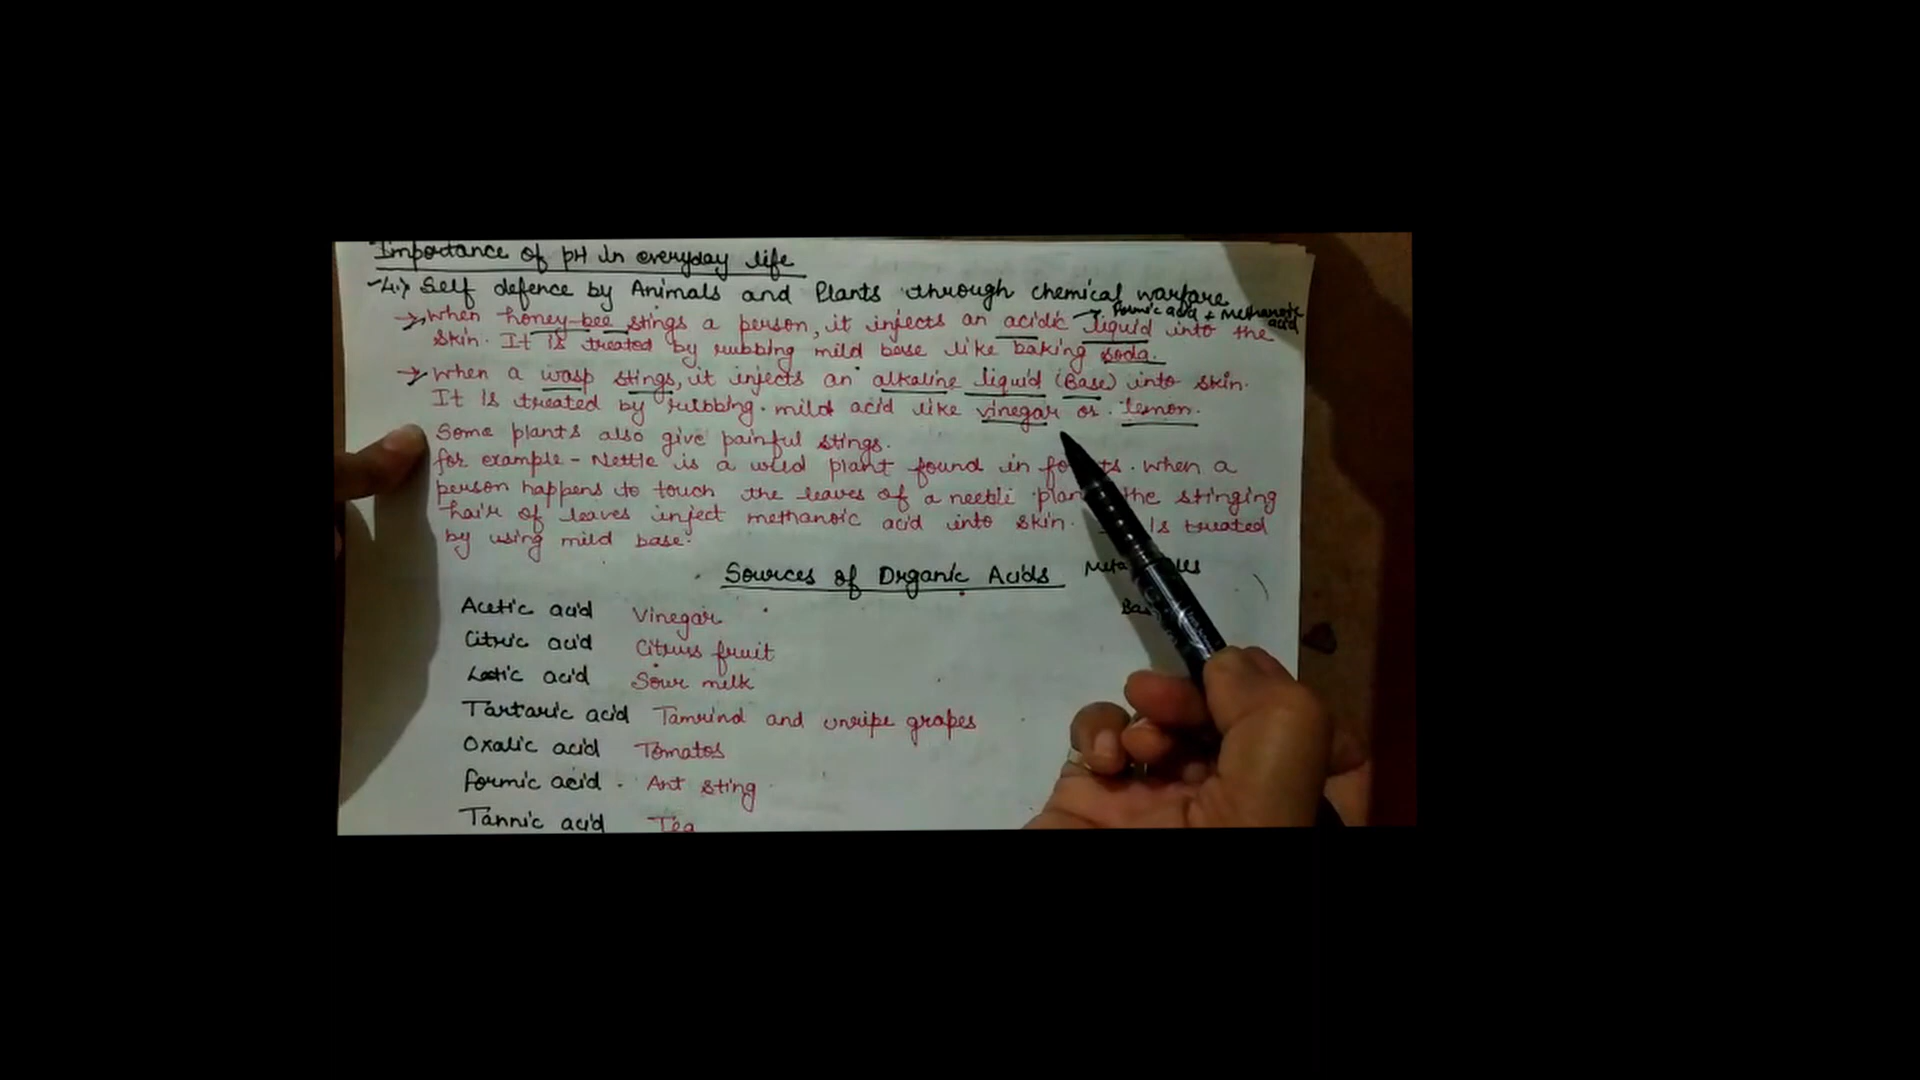 Importance of pH in everyday life
4.) Self defence by Animals and Plants through chemical warfare
formic acid + Methanoic acid
→ When honey-bee stings a person, it injects an acidic → liquid into the
skin. It is treated by rubbing mild base like baking soda.
→ When a wasp stings, it injects an alkaline liquid (Base) into skin.
It is treated by rubbing mild acid like vinegar or lemon.
Some plants also give painful stings.
for example - Nettle is a wild plant found in . When a
person happens to touch the leaves of a neetle the stinging
hair of leaves inject methanoic acid into skin. is treated
by using mild base.
Sources of Organic Acids
Acetic acid Vinegar
Citric acid Citrus fruit
Lactic acid Sour milk
Tartaric acid Tamrind and unripe grapes
Oxalic acid Tomatos
formic acid . Ant sting
Tannic acid Tea